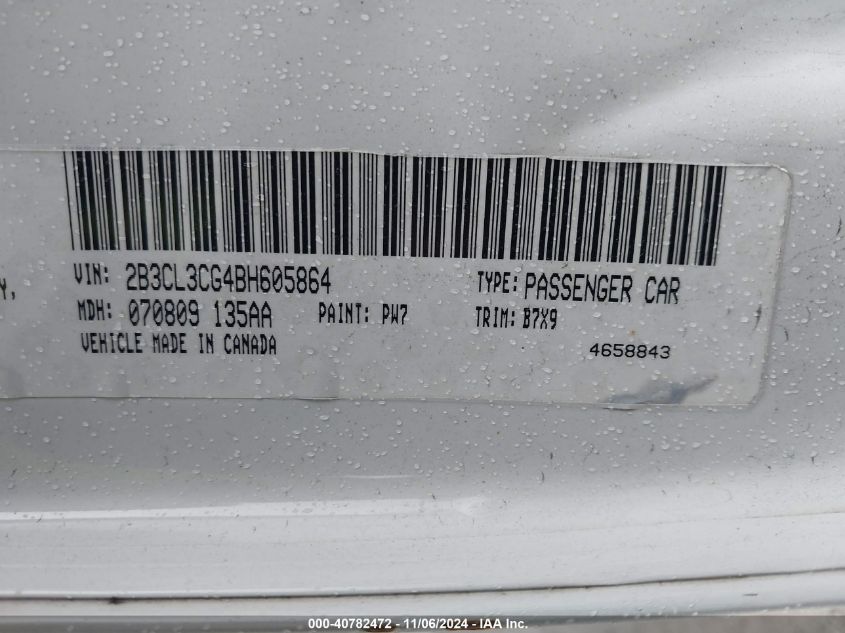 Y,
VIN: 2B3CL3CG4BH605864 TYPE: PASSENGER CAR
MDH: 070809 135AA PAINT: PW7 TRIM: B7X9
VEHICLE MADE IN CANADA 4658843
000-40782472 - 11/06/2024 - IAA Inc.